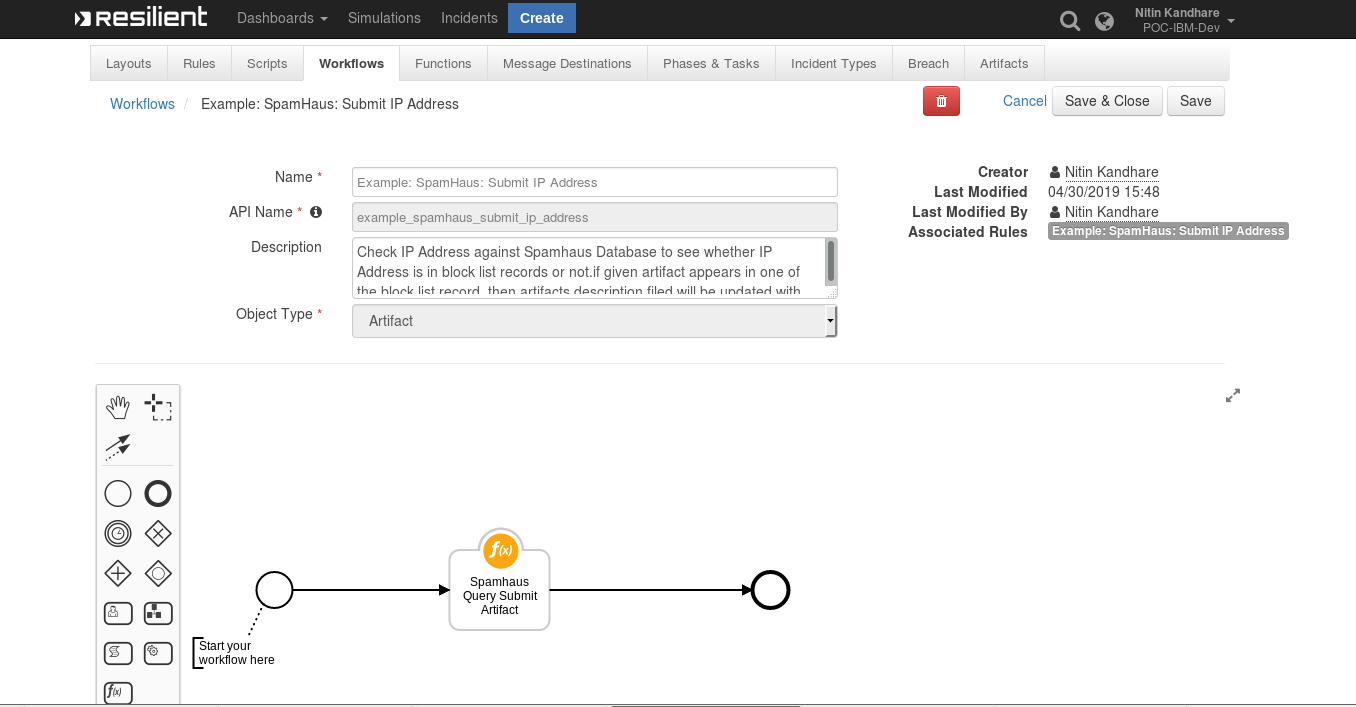 resilient Dashboards Simulations Incidents Create Nitin Kandhare
POC-IBM-Dev
Layouts Rules Scripts Workflows Functions Message Destinations Phases & Tasks Incident Types Breach Artifacts
Workflows / Example: SpamHaus: Submit IP Address Cancel Save & Close Save
Name * Example: SpamHaus: Submit IP Address
API Name * example_spamhaus_submit_ip_address
Description Check IP Address against Spamhaus Database to see whether IP
Address is in block list records or not.if given artifact appears in one of
the block list record, then artifacts description filed will be updated with
Object Type * Artifact
Creator Nitin Kandhare
Last Modified 04/30/2019 15:48
Last Modified By Nitin Kandhare
Associated Rules Example: SpamHaus: Submit IP Address
f(x)
Spamhaus
Query Submit
Artifact
Start your
workflow here
f(x)